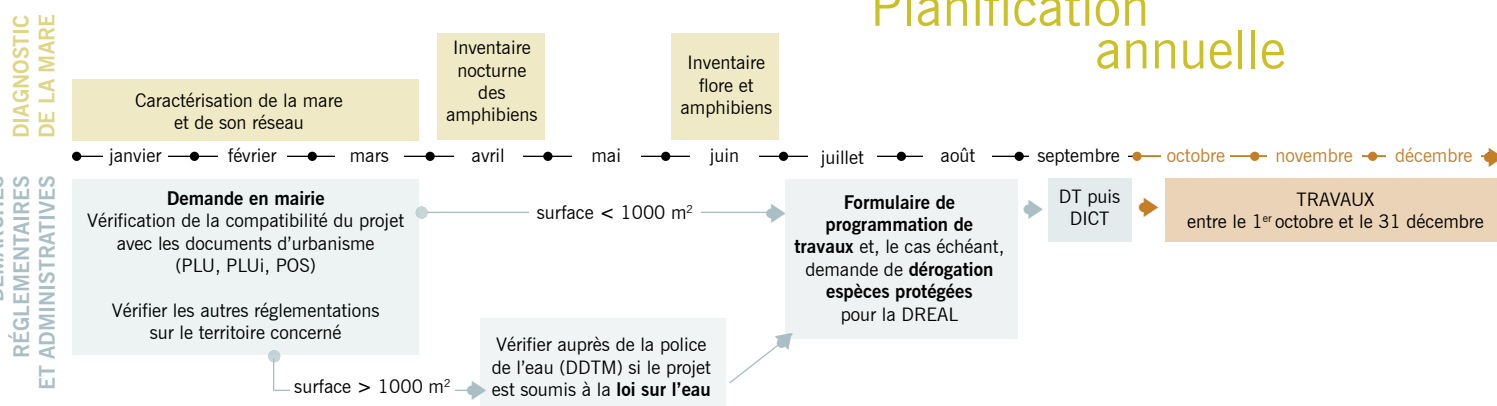 Planification
annuelle
DIAGNOSTIC
DE LA MARE
Caractérisation de la mare
et de son réseau
Inventaire
nocturne
des
amphibiens
Inventaire
flore et
amphibiens
janvier février mars avril mai juin juillet août septembre octobre novembre décembre
DÉMARCHES
RÉGLEMENTAIRES
ET ADMINISTRATIVES
Demande en mairie
Vérification de la compatibilité du projet
avec les documents d’urbanisme
(PLU, PLUi, POS)
Vérifier les autres réglementations
sur le territoire concerné
surface < 1000 m²
surface > 1000 m²
Vérifier auprès de la police
de l’eau (DDTM) si le projet
est soumis à la loi sur l’eau
Formulaire de
programmation de
travaux et, le cas échéant,
demande de dérogation
espèces protégées
pour la DREAL
DT puis
DICT
TRAVAUX
entre le 1er octobre et le 31 décembre